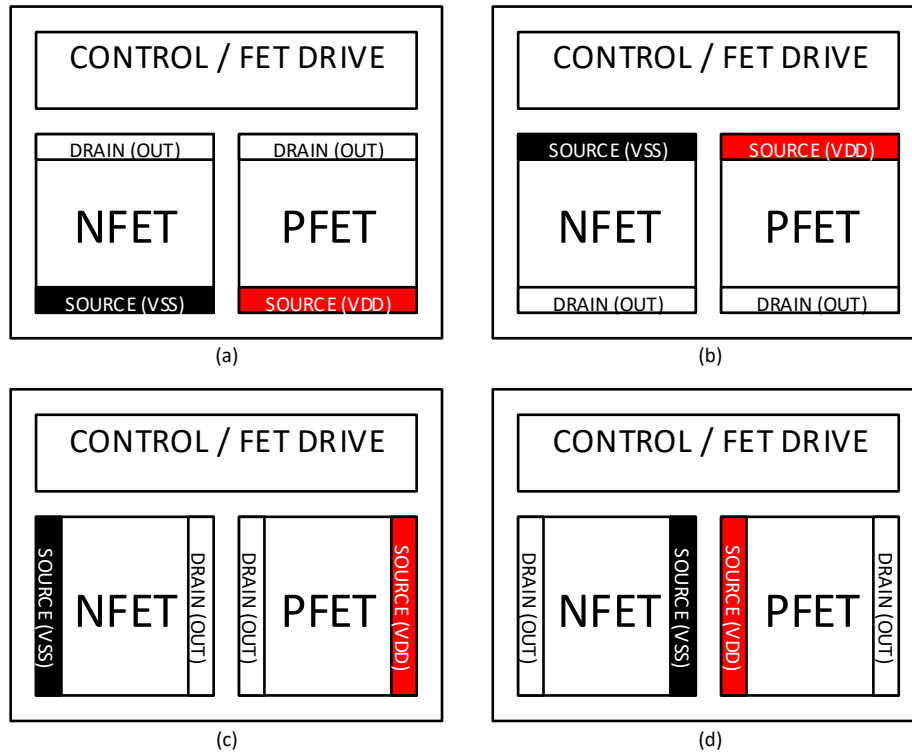 CONTROL / FET DRIVE
DRAIN (OUT)
NFET
SOURCE (VSS)
DRAIN (OUT)
PFET
SOURCE (VDD)
(a)
CONTROL / FET DRIVE
SOURCE (VSS)
NFET
DRAIN (OUT)
SOURCE (VDD)
PFET
DRAIN (OUT)
(b)
CONTROL / FET DRIVE
SOURCE (VSS)
NFET
DRAIN (OUT)
DRAIN (OUT)
PFET
SOURCE (VDD)
(c)
CONTROL / FET DRIVE
DRAIN (OUT)
NFET
SOURCE (VSS)
SOURCE (VDD)
PFET
DRAIN (OUT)
(d)